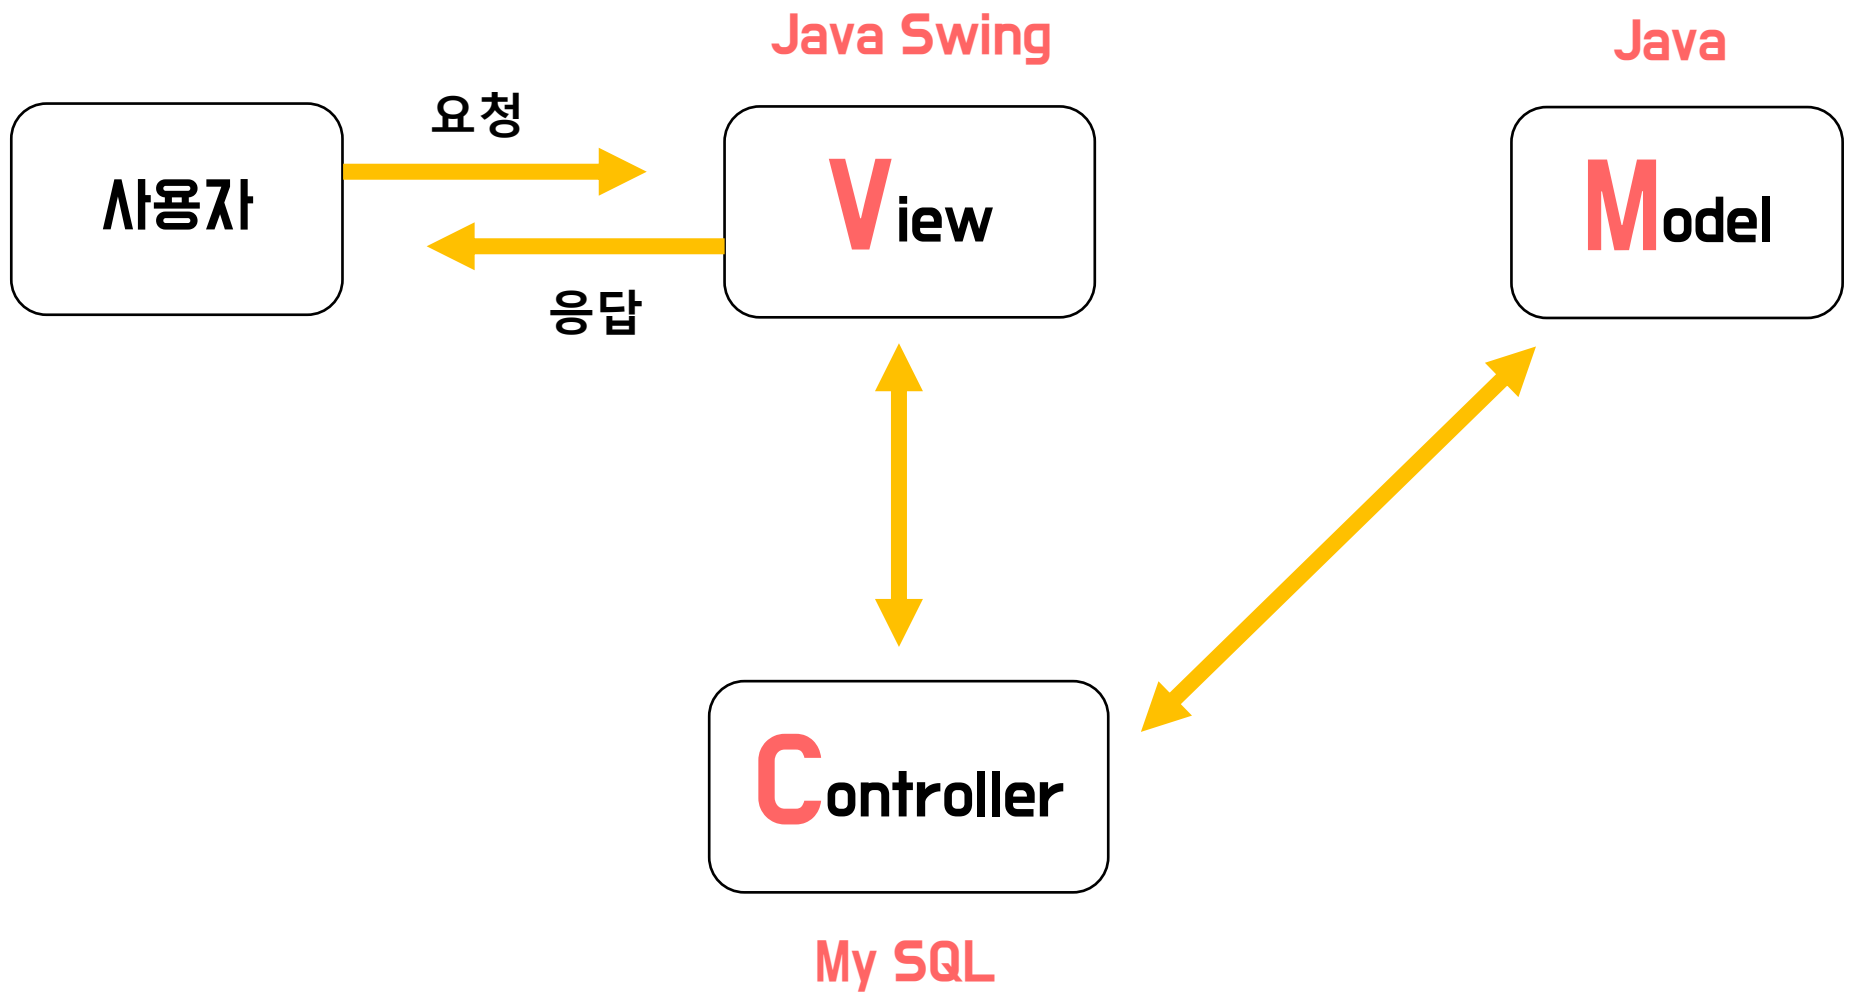 Java Swing
Java
요청
사용자
View
Model
응답
Controller
My SQL